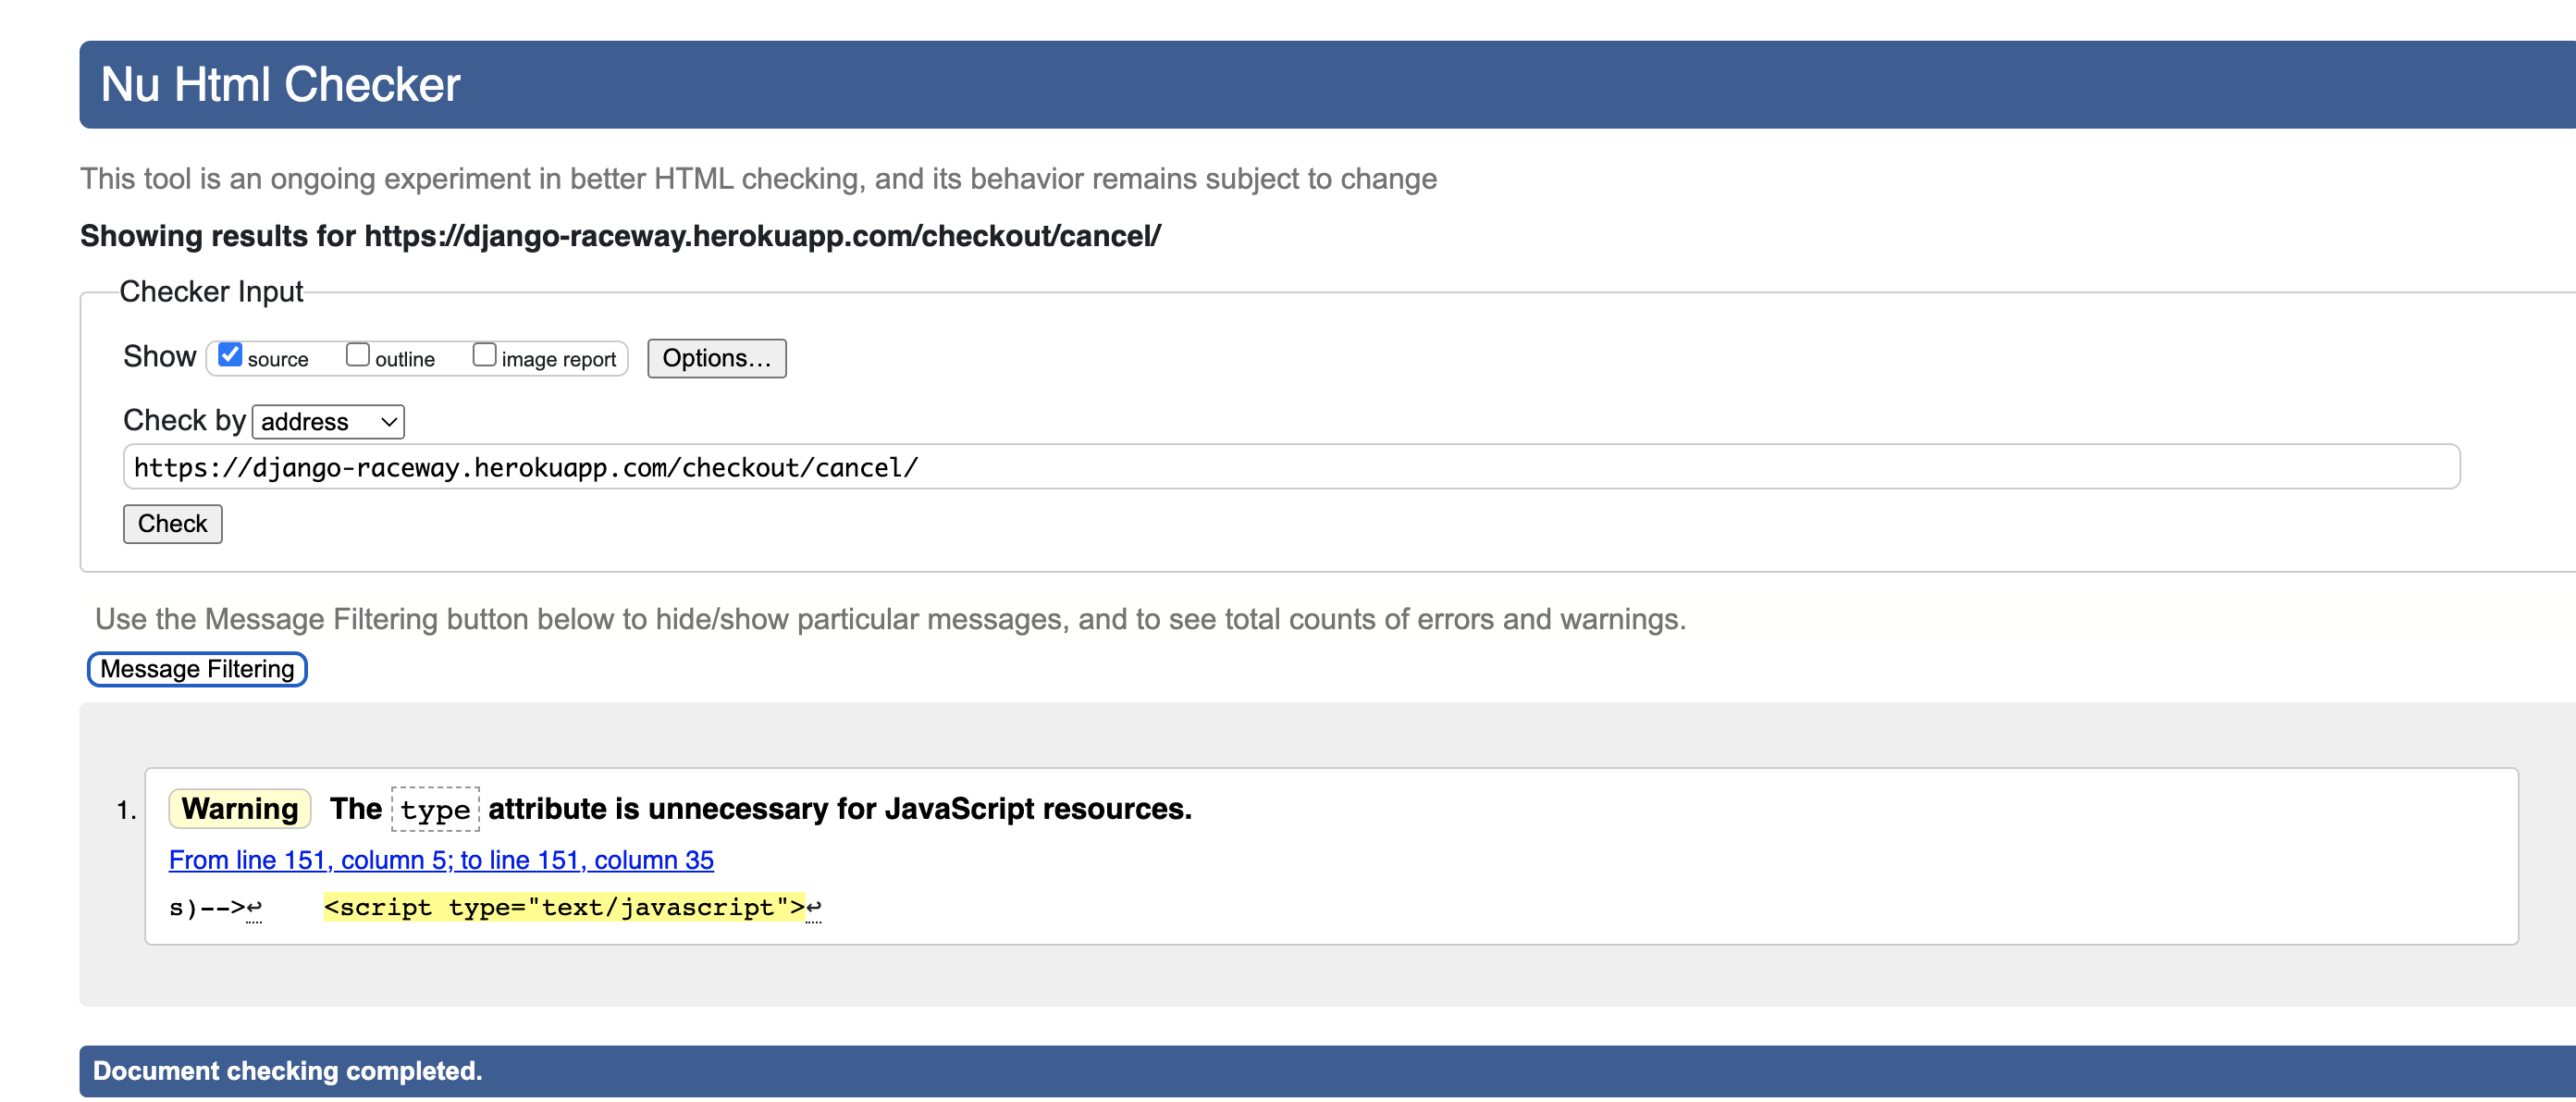 Nu Html Checker
This tool is an ongoing experiment in better HTML checking, and its behavior remains subject to change
Showing results for https://django-raceway.herokuapp.com/checkout/cancel/
Checker Input
Show source outline image report Options...
Check by address
https://django-raceway.herokuapp.com/checkout/cancel/
Check
Use the Message Filtering button below to hide/show particular messages, and to see total counts of errors and warnings.
Message Filtering
1. Warning The type attribute is unnecessary for JavaScript resources.
From line 151, column 5; to line 151, column 35
s)-->↩ <script type="text/javascript">↩
Document checking completed.